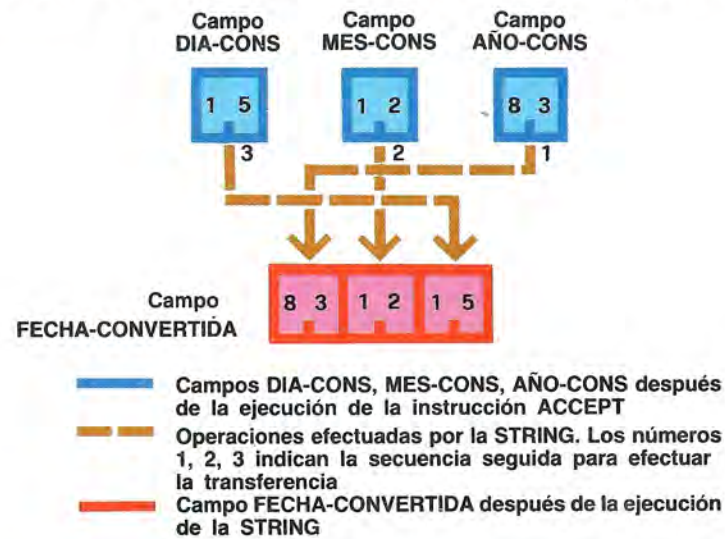 Campo
DIA-CONS
Campo
MES-CONS
Campo
AÑO-CONS
1 5
1 2
8 3
3
2
1
8 3 1 2 1 5
Campo
FECHA-CONVERTIDA
Campos DIA-CONS, MES-CONS, AÑO-CONS después
de la ejecución de la instrucción ACCEPT
Operaciones efectuadas por la STRING. Los números
1, 2, 3 indican la secuencia seguida para efectuar
la transferencia
Campo FECHA-CONVERTIDA después de la ejecución
de la STRING